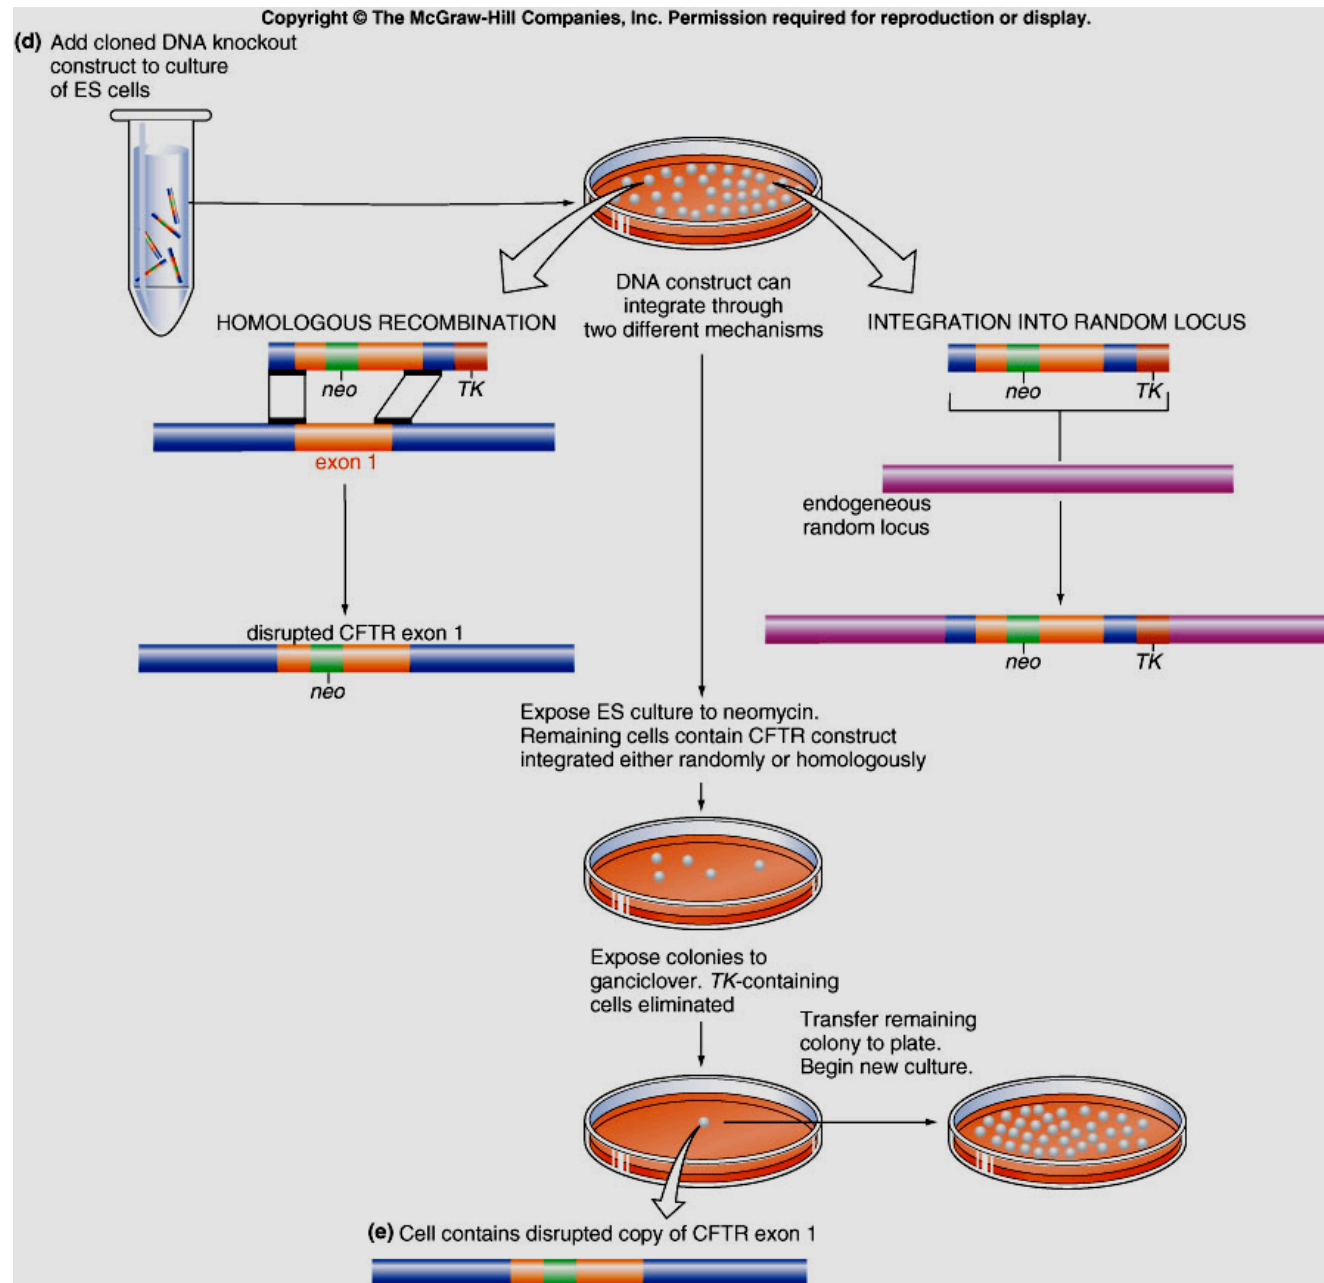 Copyright © The McGraw-Hill Companies, Inc. Permission required for reproduction or display.
(d) Add cloned DNA knockout
construct to culture
of ES cells
DNA construct can
integrate through
two different mechanisms
HOMOLOGOUS RECOMBINATION
neo
TK
exon 1
disrupted CFTR exon 1
neo
INTEGRATION INTO RANDOM LOCUS
neo
TK
endogeneous
random locus
neo
TK
Expose ES culture to neomycin.
Remaining cells contain CFTR construct
integrated either randomly or homologously
Expose colonies to
ganciclover. TK-containing
cells eliminated
Transfer remaining
colony to plate.
Begin new culture.
(e) Cell contains disrupted copy of CFTR exon 1